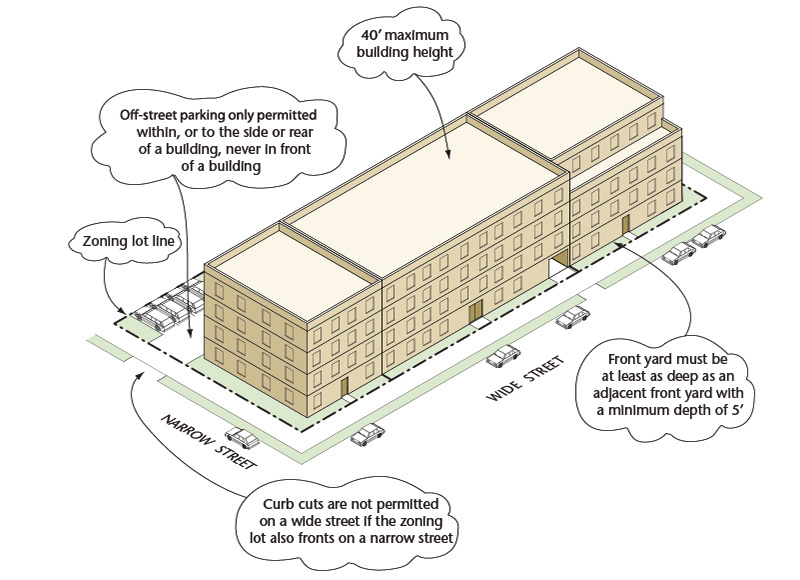 40′ maximum
building height
Off-street parking only permitted
within, or to the side or rear
of a building, never in front
of a building
Zoning lot line
Front yard must be
at least as deep as an
adjacent front yard with
a minimum depth of 5′
WIDE STREET
NARROW STREET
Curb cuts are not permitted
on a wide street if the zoning
lot also fronts on a narrow street